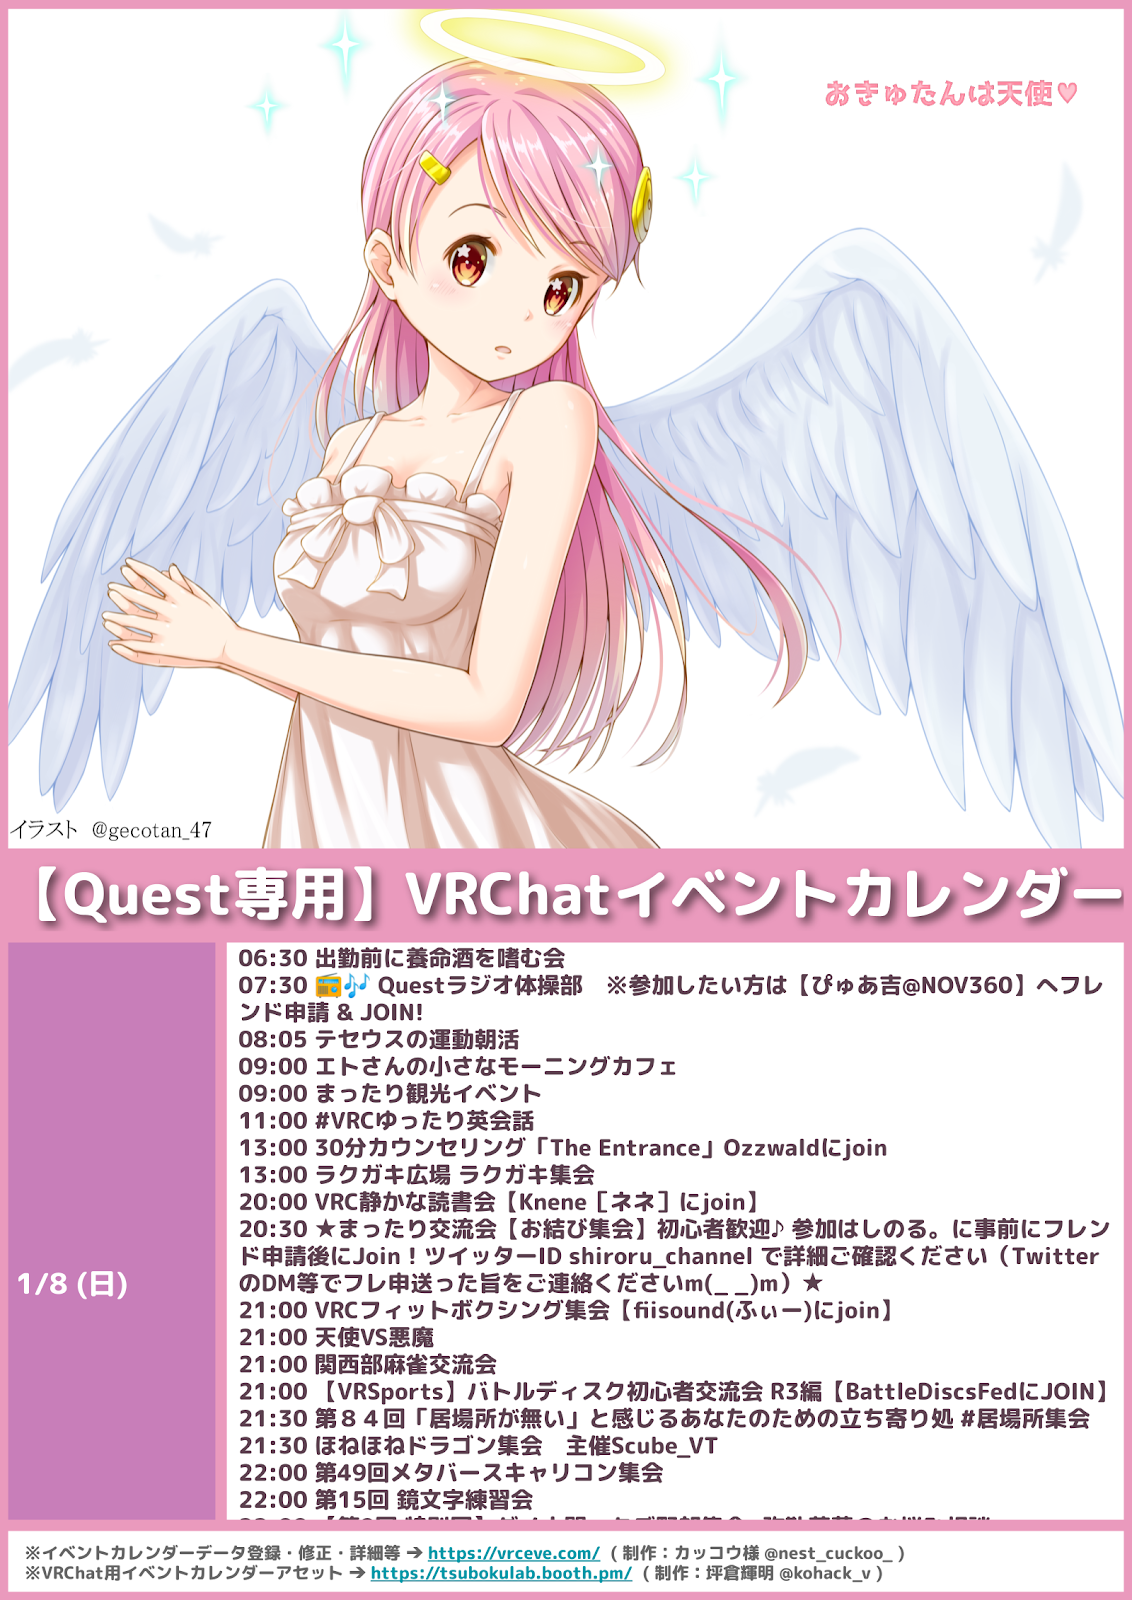 おきゅたんは天使♥
イラスト @gecotan_47
【Quest専用】VRChatイベントカレンダー
1/8 (日)
06:30 出勤前に養命酒を嗜む会
07:30 📻🎶 Questラジオ体操部　※参加したい方は【ぴゅあ吉@NOV360】へフレ
ンド申請 & JOIN!
08:05 テセウスの運動朝活
09:00 エトさんの小さなモーニングカフェ
09:00 まったり観光イベント
11:00 #VRCゆったり英会話
13:00 30分カウンセリング「The Entrance」Ozzwaldにjoin
13:00 ラクガキ広場 ラクガキ集会
20:00 VRC静かな読書会【Knene［ネネ］にjoin】
20:30 ★まったり交流会【お結び集会】初心者歓迎♪ 参加はしのる。に事前にフレン
ド申請後にJoin！ツイッターID shiroru_channel で詳細ご確認ください（Twitter
のDM等でフレ申送った旨をご連絡くださいm(_ _)m）★
21:00 VRCフィットボクシング集会【fiisound(ふぃー)にjoin】
21:00 天使VS悪魔
21:00 関西部麻雀交流会
21:00 【VRSports】バトルディスク初心者交流会 R3編【BattleDiscsFedにJOIN】
21:30 第８４回「居場所が無い」と感じるあなたのための立ち寄り処 #居場所集会
21:30 ほねほねドラゴン集会　主催Scube_VT
22:00 第49回メタバースキャリコン集会
22:00 第15回 鏡文字練習会
※イベントカレンダーデータ登録・修正・詳細等 ➔ https://vrceve.com/ （ 制作：カッコウ様 @nest_cuckoo_ ）
※VRChat用イベントカレンダーアセット ➔ https://tsubokulab.booth.pm/ （ 制作：坪倉輝明 @kohack_v ）